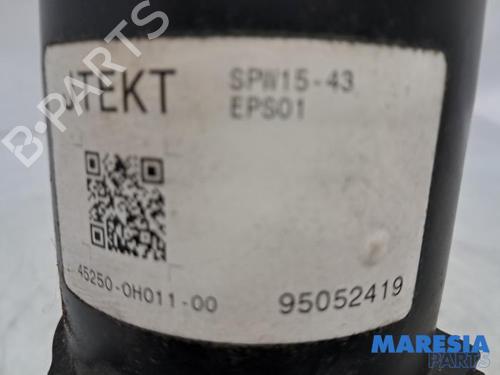 JTEKT
SPW15-43
EPS01
45250-0H011-00
95052419
B-PARTS
MARESIA
PARTS